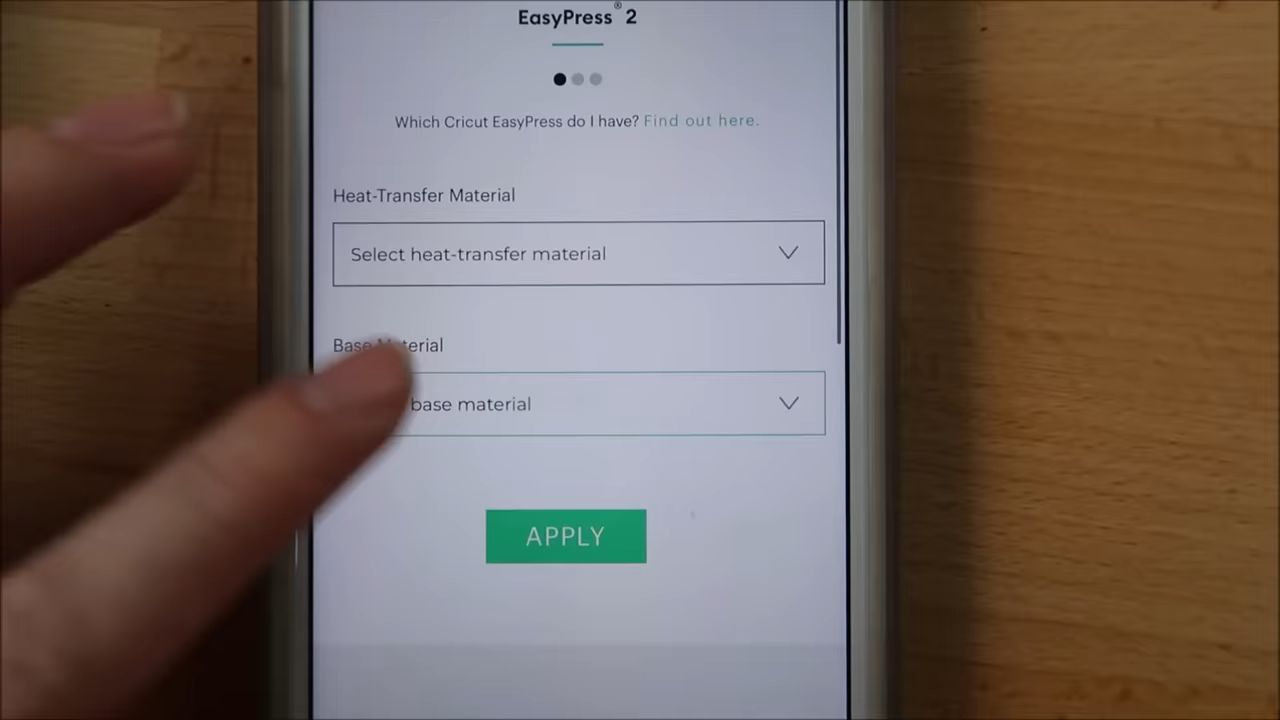 EasyPress® 2
Which Cricut EasyPress do I have? Find out here.
Heat-Transfer Material
Select heat-transfer material
Base Material
base material
APPLY